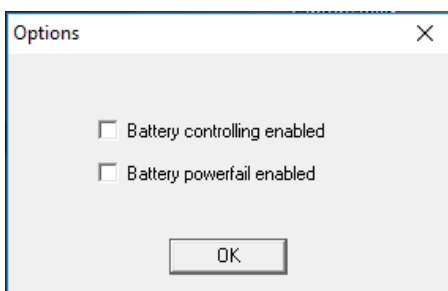 Options
Battery controlling enabled
Battery powerfail enabled
OK